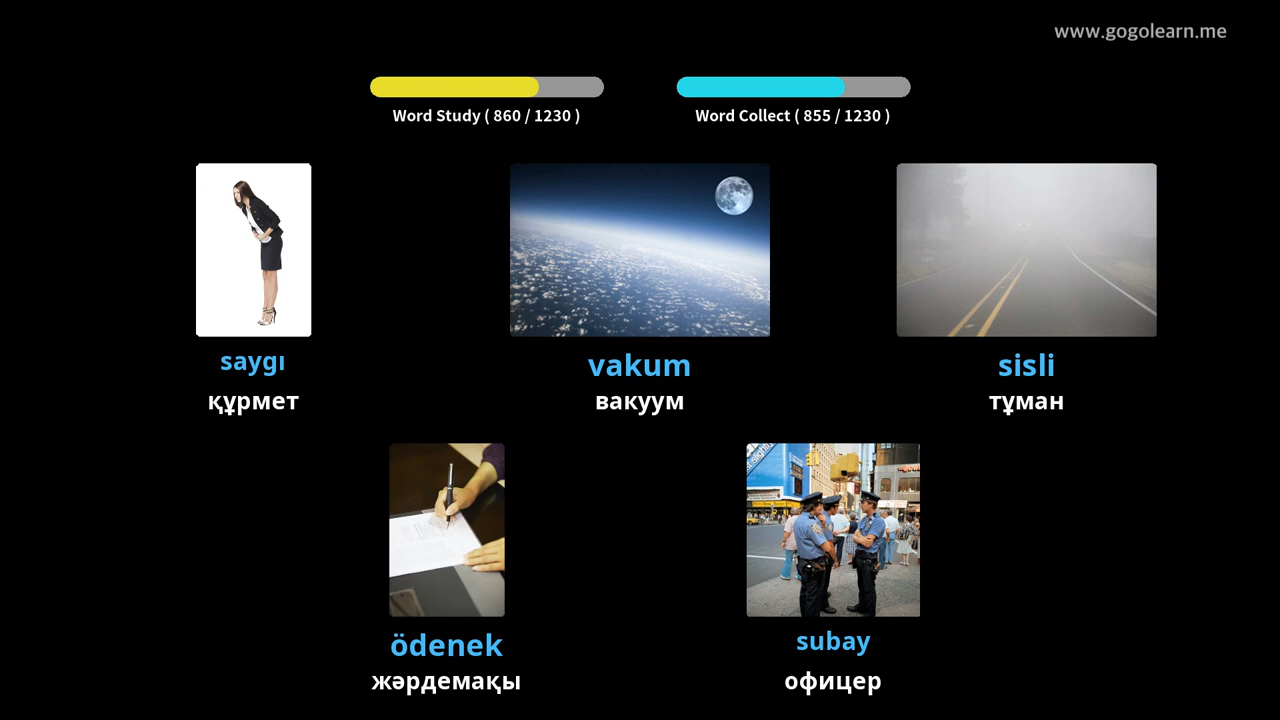 www.gogolearn.me
Word Study ( 860 / 1230 )
Word Collect ( 855 / 1230 )
saygı
құрмет
vakum
вакуум
sisli
тұман
ödenek
жәрдемақы
subay
офицер